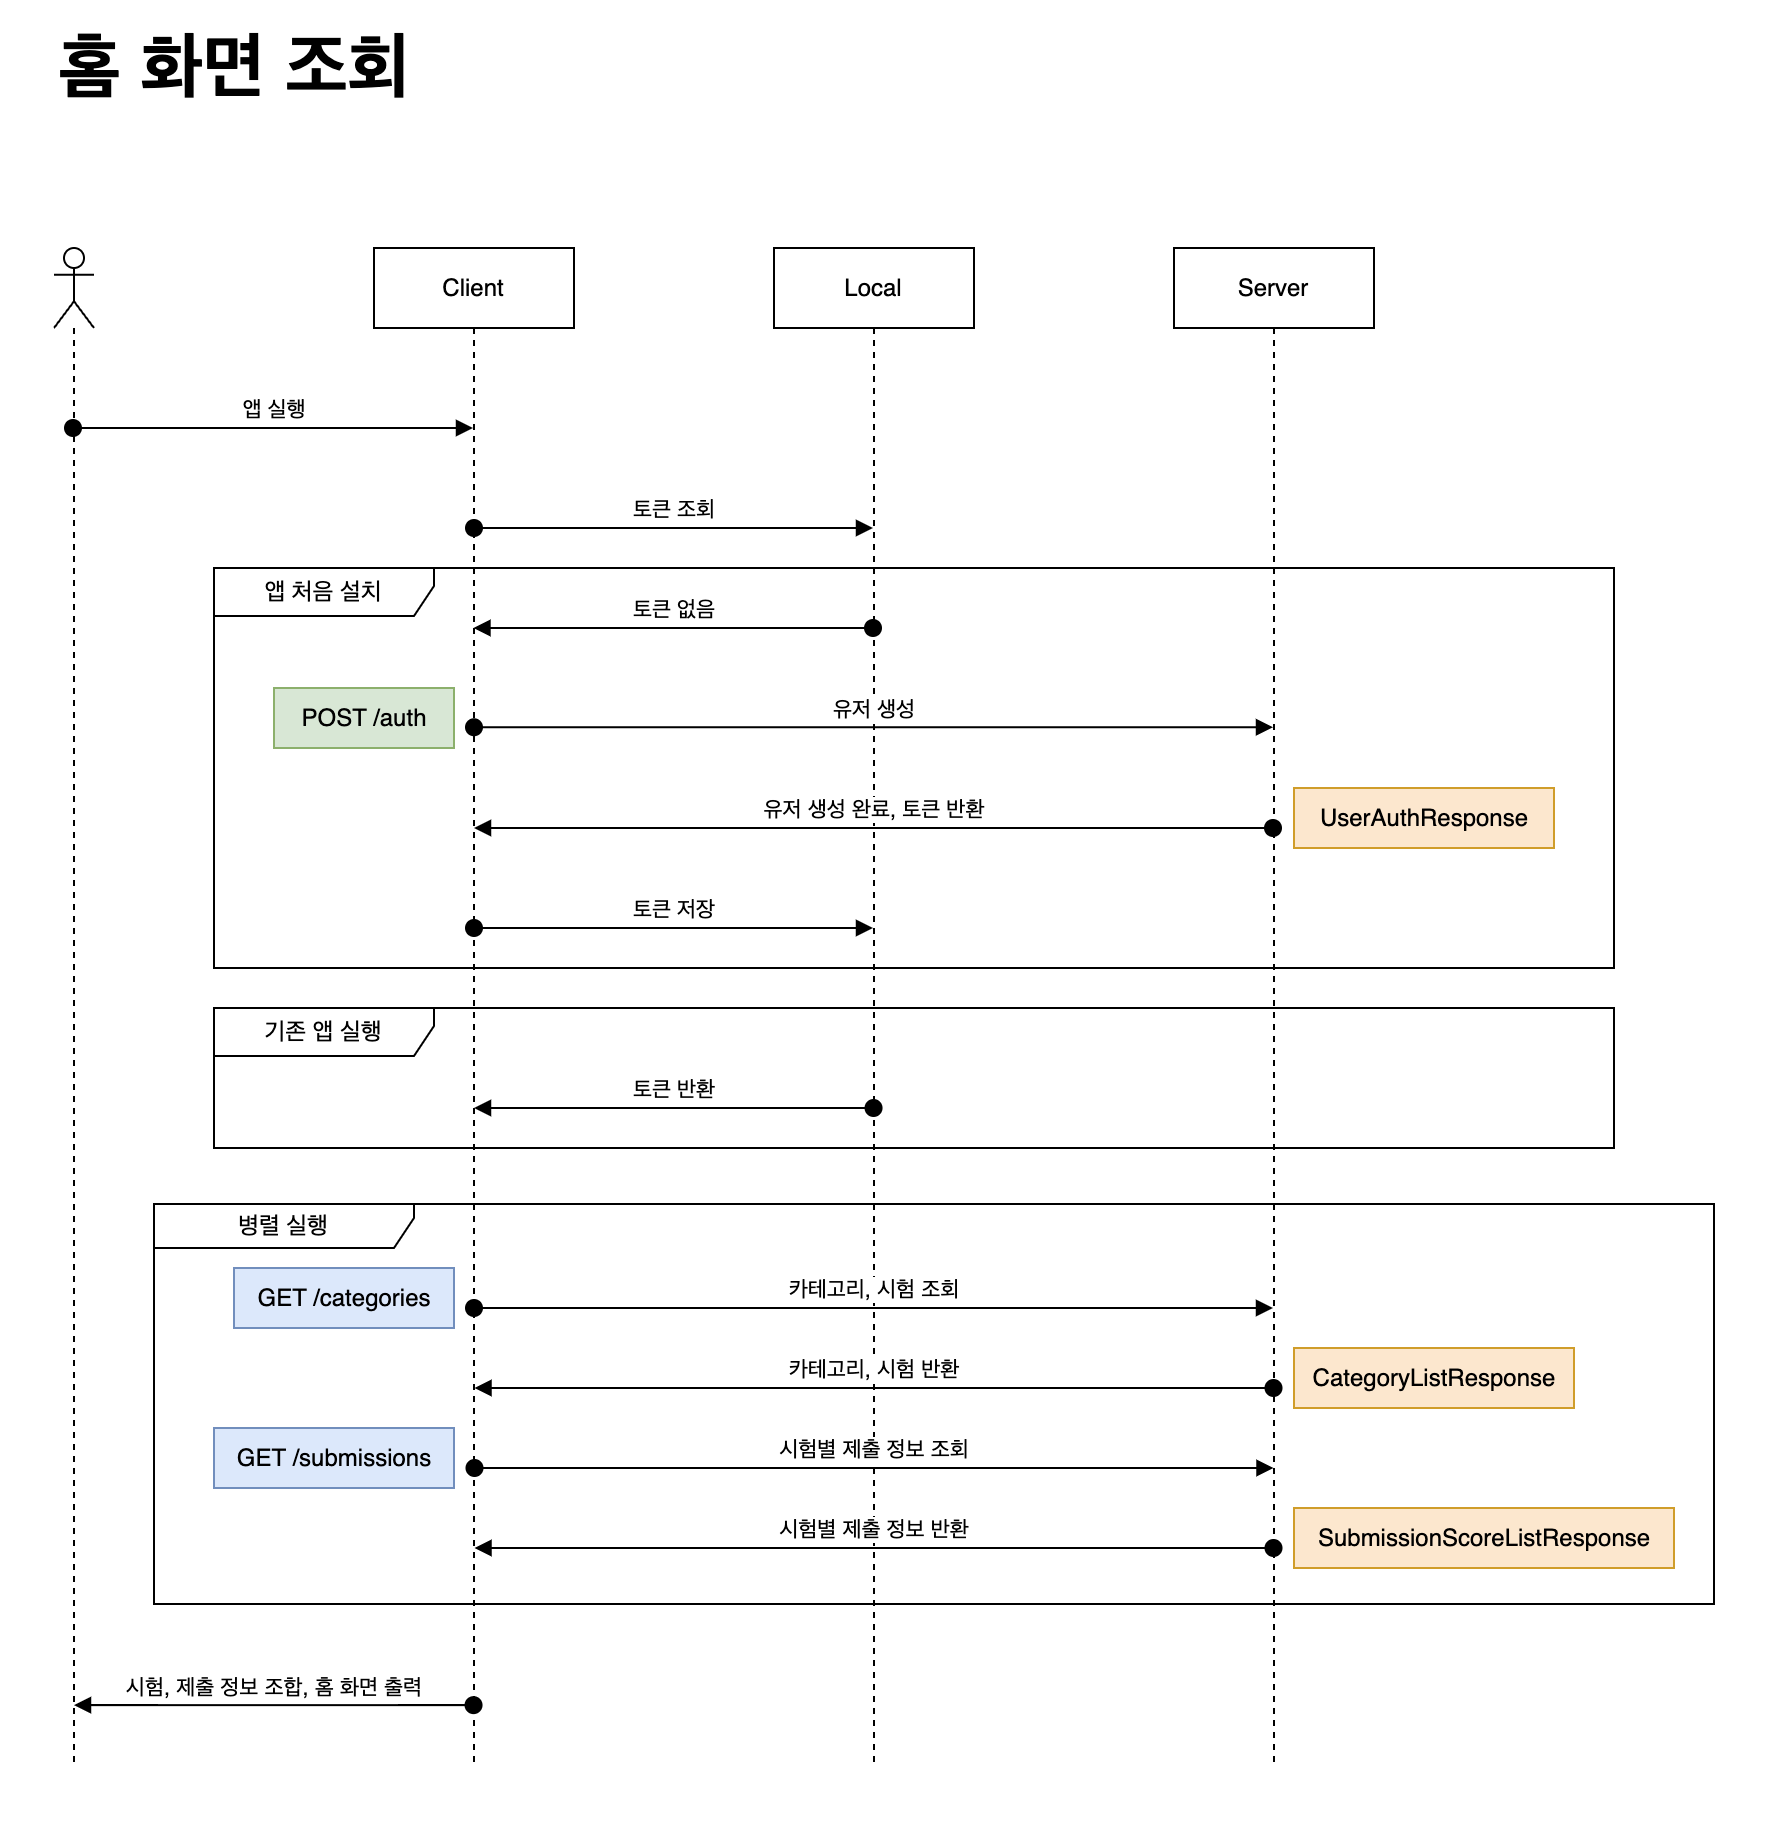 홈 화면 조회
Client
Local
Server
앱 실행
토큰 조회
앱 처음 설치
토큰 없음
POST /auth
유저 생성
유저 생성 완료, 토큰 반환
UserAuthResponse
토큰 저장
기존 앱 실행
토큰 반환
병렬 실행
GET /categories
카테고리, 시험 조회
카테고리, 시험 반환
CategoryListResponse
GET /submissions
시험별 제출 정보 조회
시험별 제출 정보 반환
SubmissionScoreListResponse
시험, 제출 정보 조합, 홈 화면 출력